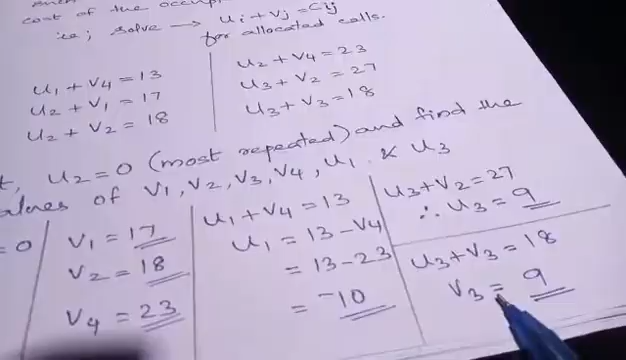 cost of the occup
ie; solve → Ui + Vj = Cij
for allocated calls.
U1 + V4 = 13
U2 + V1 = 17
U2 + V2 = 18
U2 + V4 = 23
U3 + V2 = 27
U3 + V3 = 18
t, U2 = 0 (most repeated) and find the
alues of V1, V2, V3, V4, U1 & U3
= 0
V1 = 17
V2 = 18
V4 = 23
U1 + V4 = 13
U1 = 13 - V4
= 13 - 23
= -10
U3 + V2 = 27
∴ U3 = 9
U3 + V3 = 18
V3 = 9